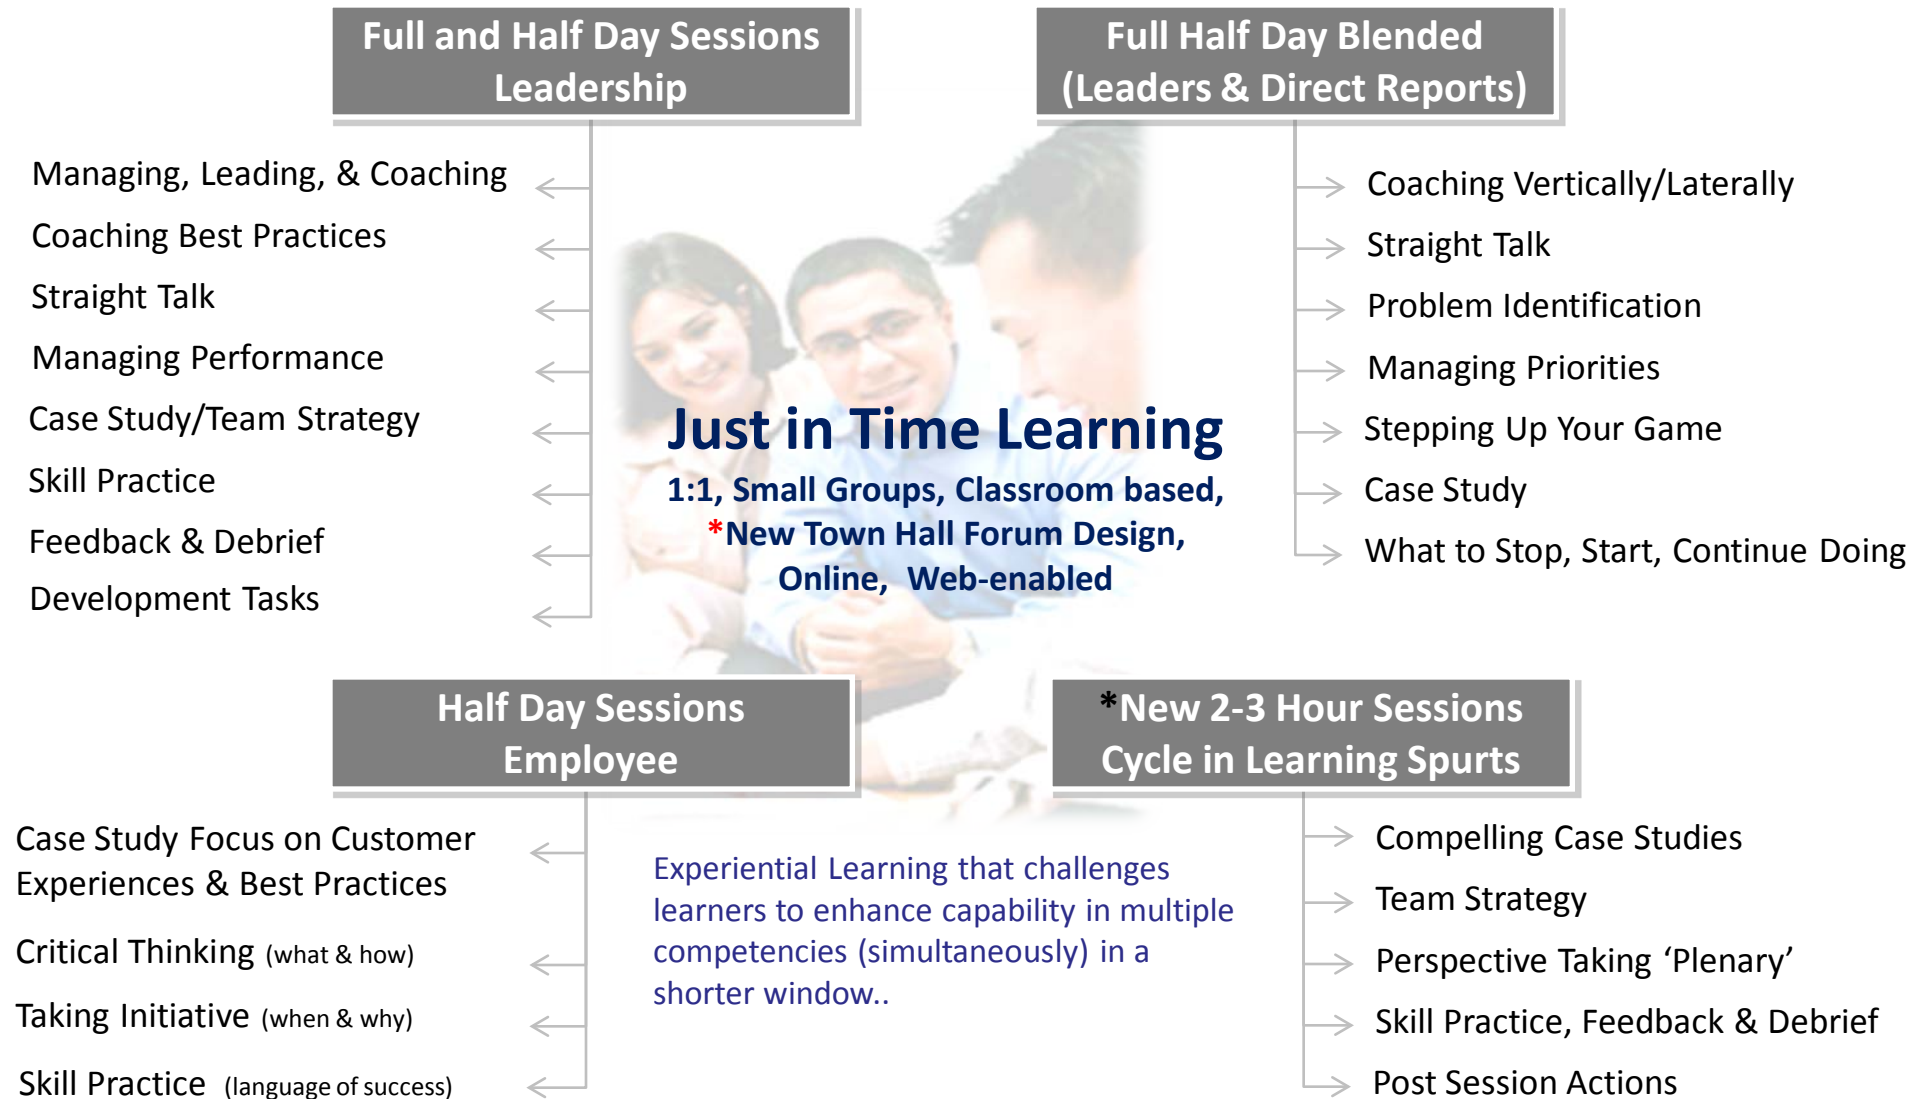 Full and Half Day Sessions
Leadership
Managing, Leading, & Coaching
Coaching Best Practices
Straight Talk
Managing Performance
Case Study/Team Strategy
Skill Practice
Feedback & Debrief
Development Tasks
Full Half Day Blended
(Leaders & Direct Reports)
Coaching Vertically/Laterally
Straight Talk
Problem Identification
Managing Priorities
Stepping Up Your Game
Case Study
What to Stop, Start, Continue Doing
Just in Time Learning
1:1, Small Groups, Classroom based,
*New Town Hall Forum Design,
Online, Web-enabled
Half Day Sessions
Employee
Case Study Focus on Customer
Experiences & Best Practices
Critical Thinking (what & how)
Taking Initiative (when & why)
Skill Practice (language of success)
Experiential Learning that challenges
learners to enhance capability in multiple
competencies (simultaneously) in a
shorter window..
*New 2-3 Hour Sessions
Cycle in Learning Spurts
Compelling Case Studies
Team Strategy
Perspective Taking ‘Plenary’
Skill Practice, Feedback & Debrief
Post Session Actions